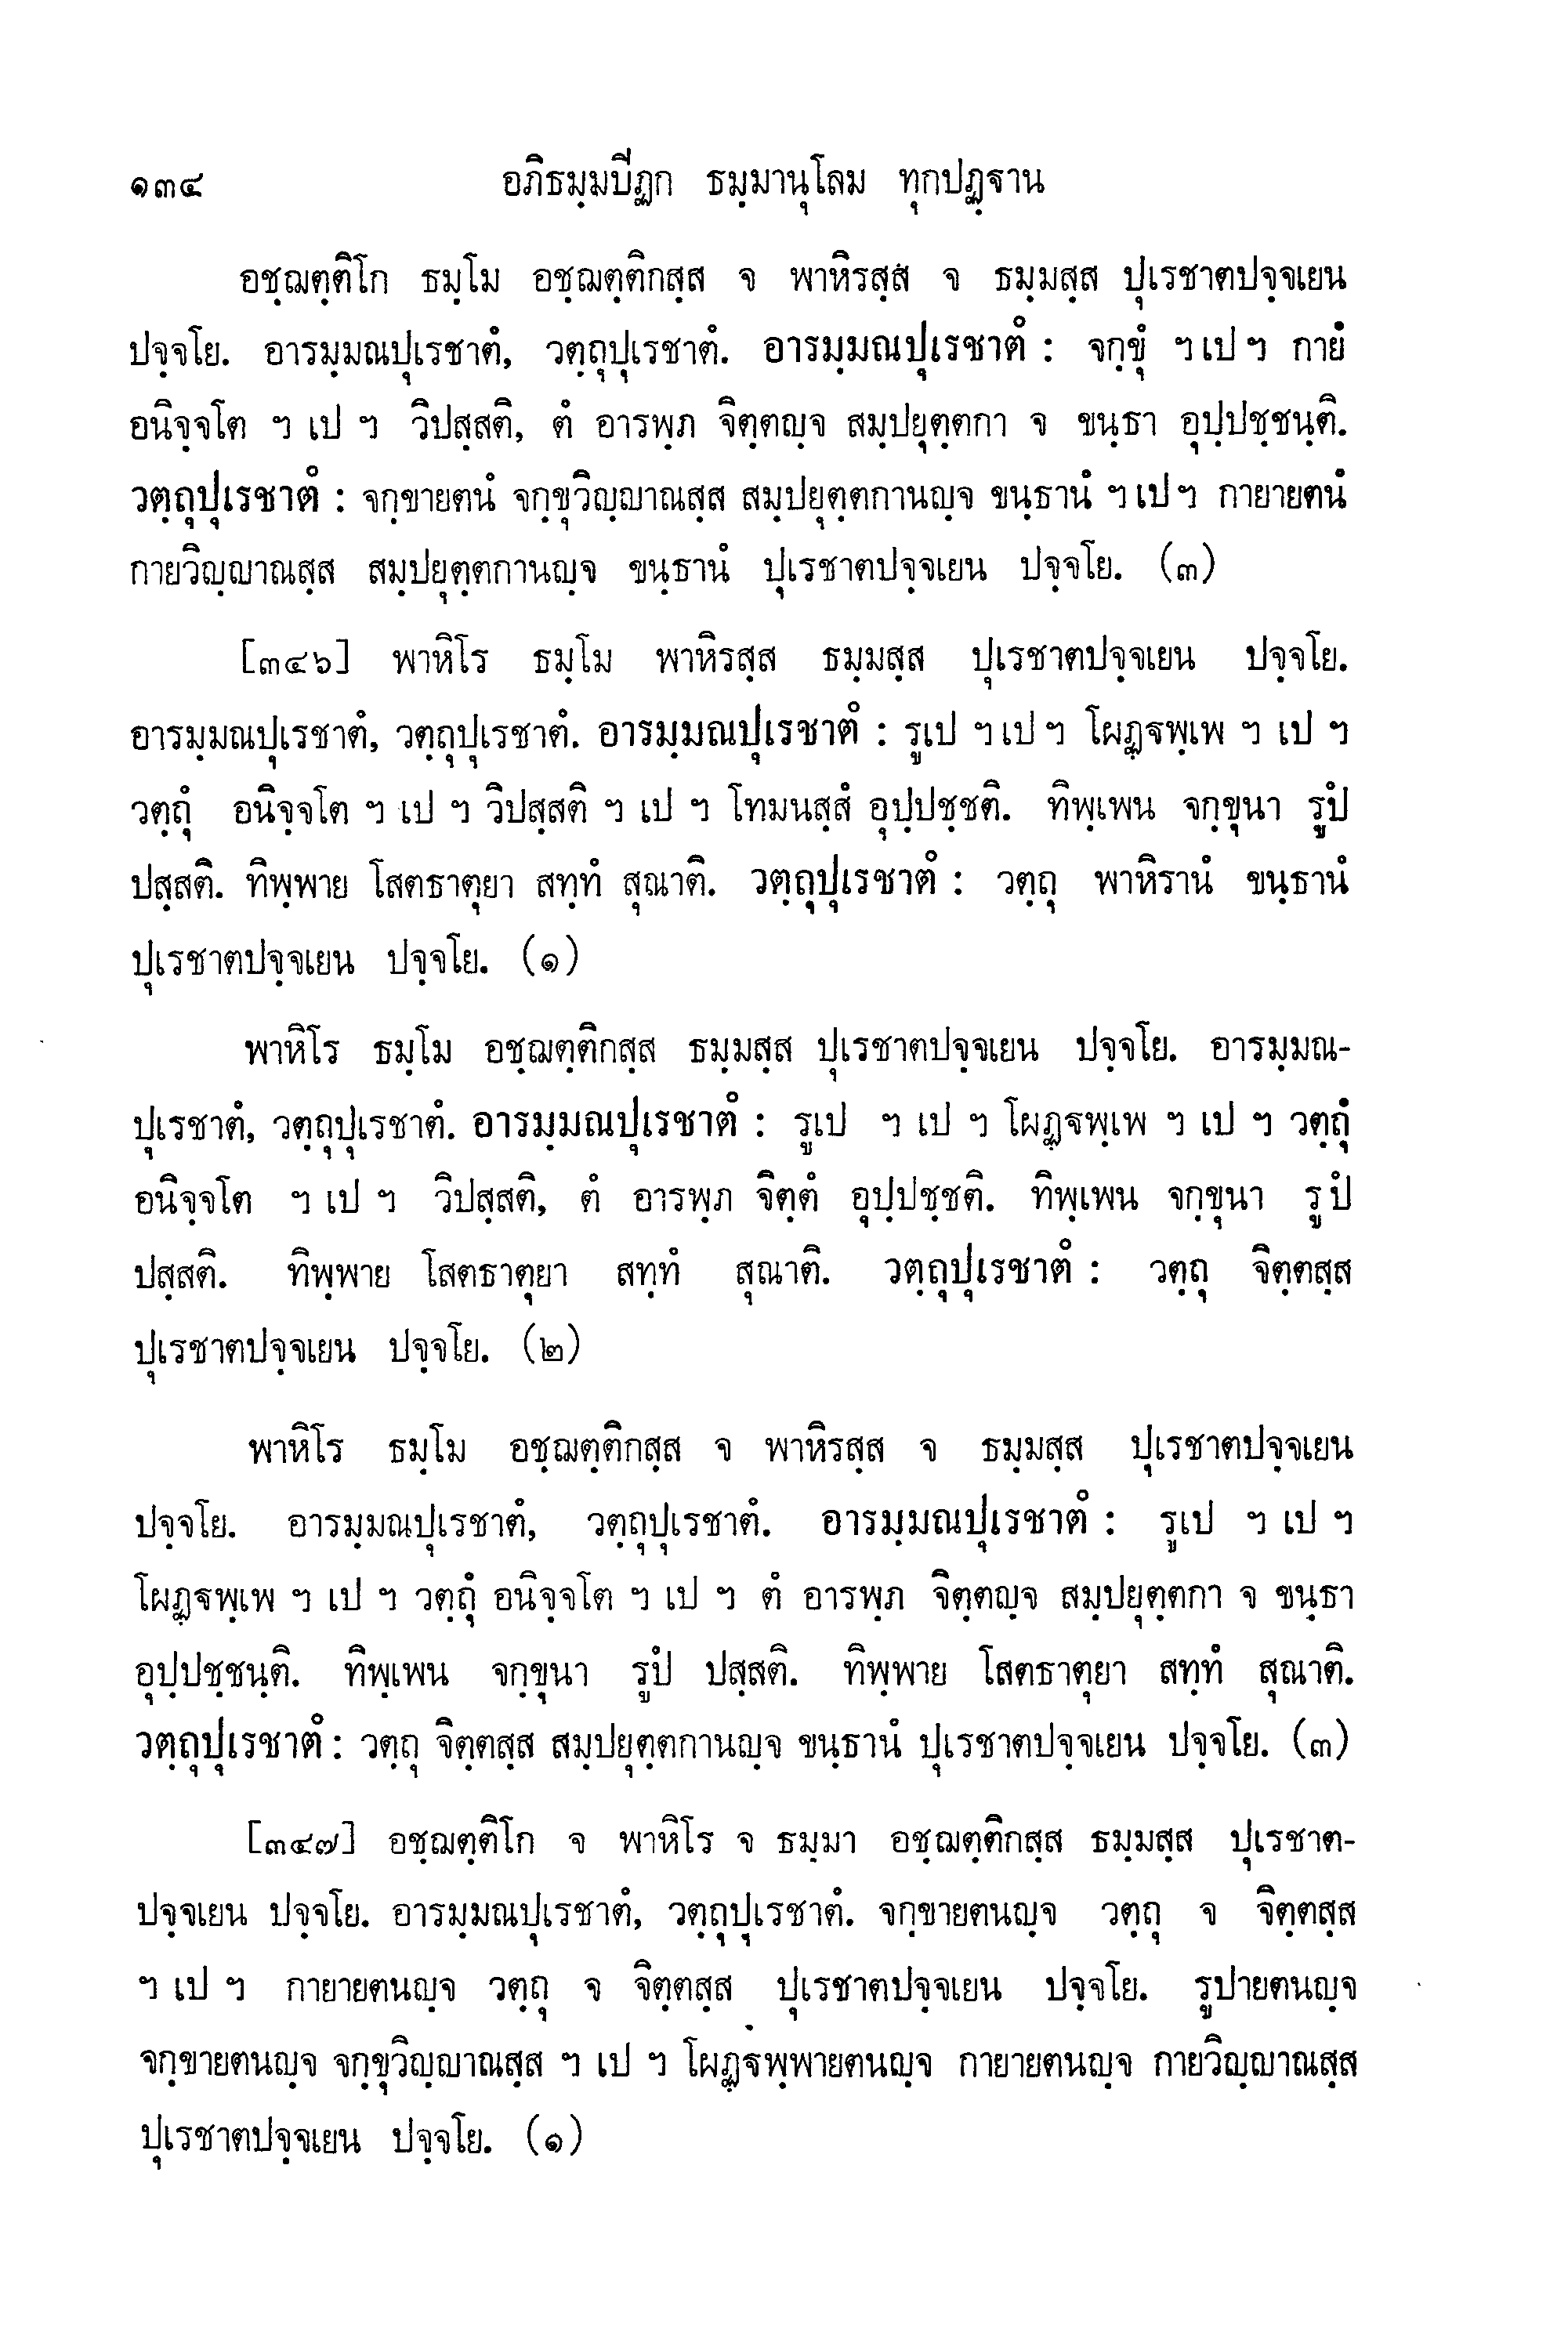 ๑๓๔ อภิธมฺมปีฏก ธมฺมานุโลม ทุกปฏฺฐาน
อชฺฌตฺติโก ธมฺโม อชฺฌตฺติกสฺส จ พาหิรสฺส จ ธมฺมสฺส ปุเรชาตปจฺจเยน
ปจฺจโย. อารมฺมณปุเรชาตํ, วตฺถุปุเรชาตํ. อารมฺมณปุเรชาตํ : จกฺขุํ ฯ เป ฯ กายํ
อนิจฺจโต ฯ เป ฯ วิปสฺสติ, ตํ อารพฺภ จิตฺตญฺจ สมฺปยุตฺตกา จ ขนฺธา อุปฺปชฺชนฺติ.
วตฺถุปุเรชาตํ : จกฺขายตนํ จกฺขุวิญฺญาณสฺส สมฺปยุตฺตกานญฺจ ขนฺธานํ ฯ เป ฯ กายายตนํ
กายวิญฺญาณสฺส สมฺปยุตฺตกานญฺจ ขนฺธานํ ปุเรชาตปจฺจเยน ปจฺจโย. (๓)
[๓๔๖] พาหิโร ธมฺโม พาหิรสฺส ธมฺมสฺส ปุเรชาตปจฺจเยน ปจฺจโย.
อารมฺมณปุเรชาตํ, วตฺถุปุเรชาตํ. อารมฺมณปุเรชาตํ : รูเป ฯ เป ฯ โผฏฺฐพฺเพ ฯ เป ฯ
วตฺถุํ อนิจฺจโต ฯ เป ฯ วิปสฺสติ ฯ เป ฯ โทมนสฺสํ อุปฺปชฺชติ. ทิพฺเพน จกฺขุนา รูปํ
ปสฺสติ. ทิพฺพาย โสตธาตุยา สทฺทํ สุณาติ. วตฺถุปุเรชาตํ : วตฺถุ พาหิรานํ ขนฺธานํ
ปุเรชาตปจฺจเยน ปจฺจโย. (๑)
พาหิโร ธมฺโม อชฺฌตฺติกสฺส ธมฺมสฺส ปุเรชาตปจฺจเยน ปจฺจโย. อารมฺมณ-
ปุเรชาตํ, วตฺถุปุเรชาตํ. อารมฺมณปุเรชาตํ : รูเป ฯ เป ฯ โผฏฺฐพฺเพ ฯ เป ฯ วตฺถุํ
อนิจฺจโต ฯ เป ฯ วิปสฺสติ, ตํ อารพฺภ จิตฺตํ อุปฺปชฺชติ. ทิพฺเพน จกฺขุนา รูปํ
ปสฺสติ. ทิพฺพาย โสตธาตุยา สทฺทํ สุณาติ. วตฺถุปุเรชาตํ : วตฺถุ จิตฺตสฺส
ปุเรชาตปจฺจเยน ปจฺจโย. (๒)
พาหิโร ธมฺโม อชฺฌตฺติกสฺส จ พาหิรสฺส จ ธมฺมสฺส ปุเรชาตปจฺจเยน
ปจฺจโย. อารมฺมณปุเรชาตํ, วตฺถุปุเรชาตํ. อารมฺมณปุเรชาตํ : รูเป ฯ เป ฯ
โผฏฺฐพฺเพ ฯ เป ฯ วตฺถุํ อนิจฺจโต ฯ เป ฯ ตํ อารพฺภ จิตฺตญฺจ สมฺปยุตฺตกา จ ขนฺธา
อุปฺปชฺชนฺติ. ทิพฺเพน จกฺขุนา รูปํ ปสฺสติ. ทิพฺพาย โสตธาตุยา สทฺทํ สุณาติ.
วตฺถุปุเรชาตํ : วตฺถุ จิตฺตสฺส สมฺปยุตฺตกานญฺจ ขนฺธานํ ปุเรชาตปจฺจเยน ปจฺจโย. (๓)
[๓๔๗] อชฺฌตฺติโก จ พาหิโร จ ธมฺมา อชฺฌตฺติกสฺส ธมฺมสฺส ปุเรชาต-
ปจฺจเยน ปจฺจโย. อารมฺมณปุเรชาตํ, วตฺถุปุเรชาตํ. จกฺขายตนญฺจ วตฺถุ จ จิตฺตสฺส
ฯ เป ฯ กายายตนญฺจ วตฺถุ จ จิตฺตสฺส ปุเรชาตปจฺจเยน ปจฺจโย. รูปายตนญฺจ
จกฺขายตนญฺจ จกฺขุวิญฺญาณสฺส ฯ เป ฯ โผฏฺฐพฺพายตนญฺจ กายายตนญฺจ กายวิญฺญาณสฺส
ปุเรชาตปจฺจเยน ปจฺจโย. (๑)